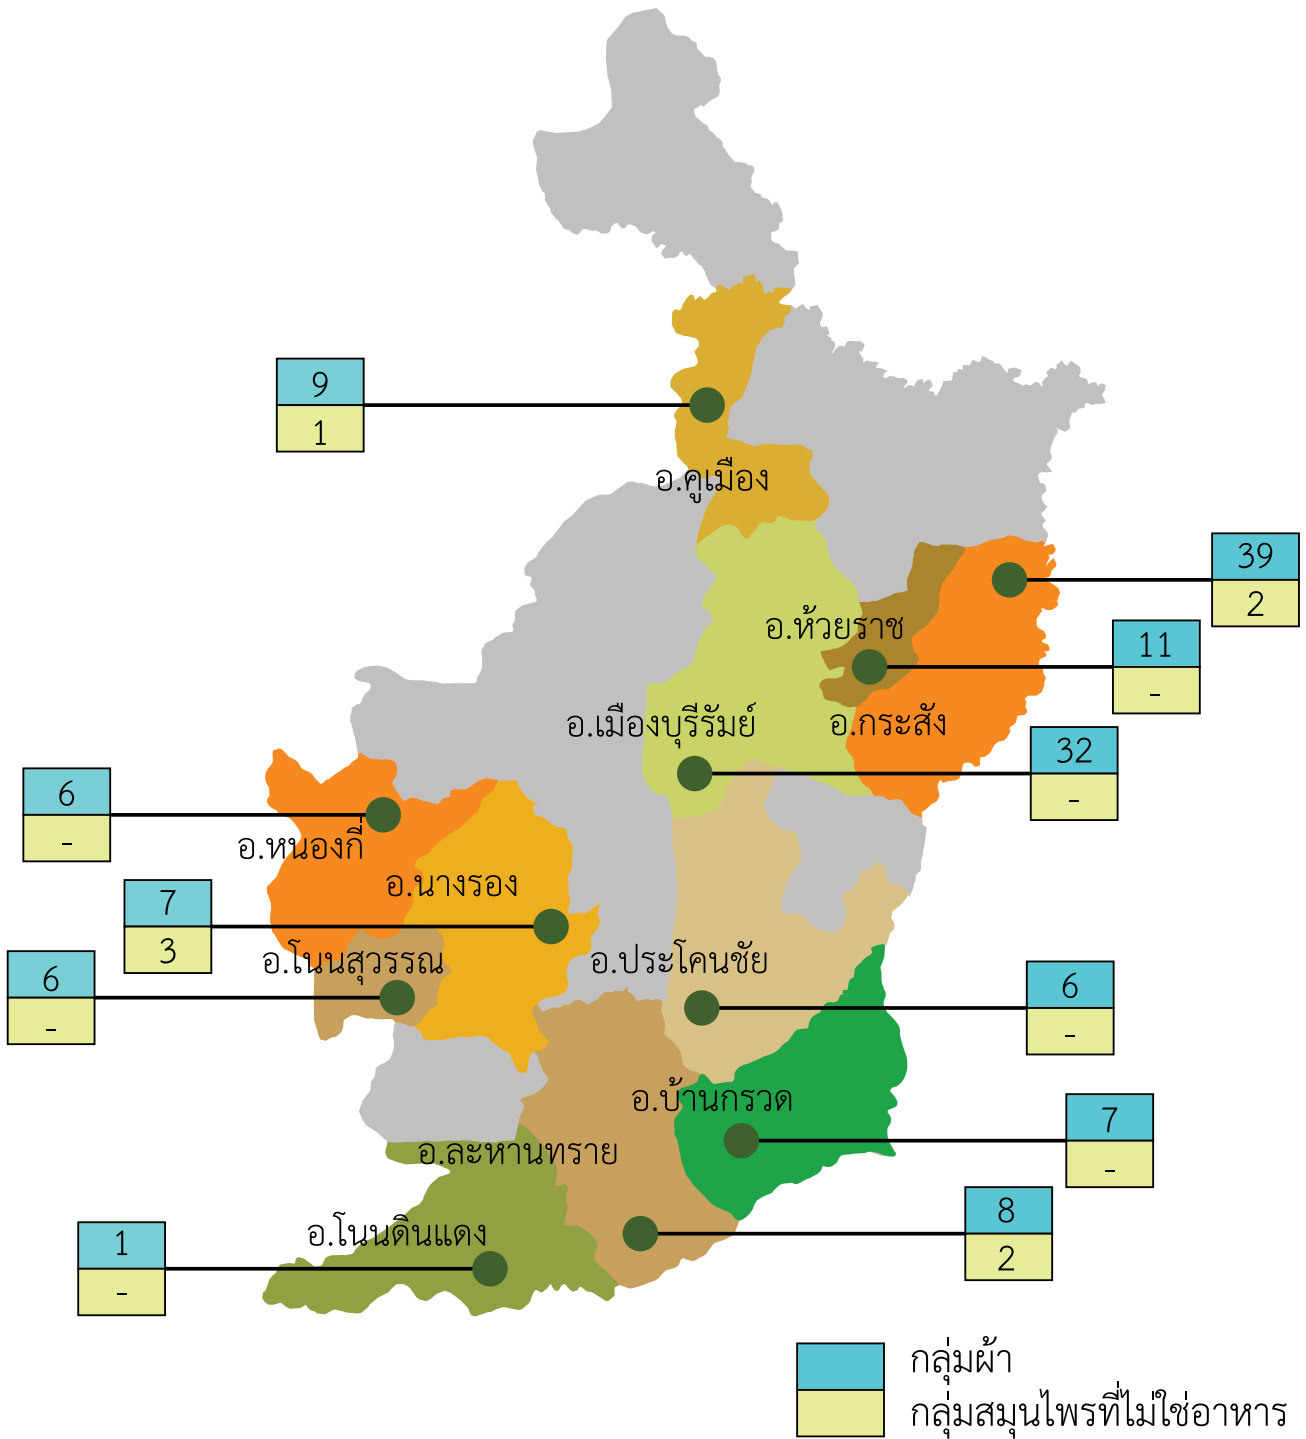 9
1
อ.คูเมือง
39
2
อ.ห้วยราช
11
-
อ.เมืองบุรีรัมย์
อ.กระสัง
32
-
6
-
อ.หนองกี่
อ.นางรอง
7
3
อ.โนนสุวรรณ
อ.ประโคนชัย
6
-
6
-
อ.บ้านกรวด
7
-
อ.ละหานทราย
8
2
อ.โนนดินแดง
1
-
กลุ่มผ้า
กลุ่มสมุนไพรที่ไม่ใช่อาหาร